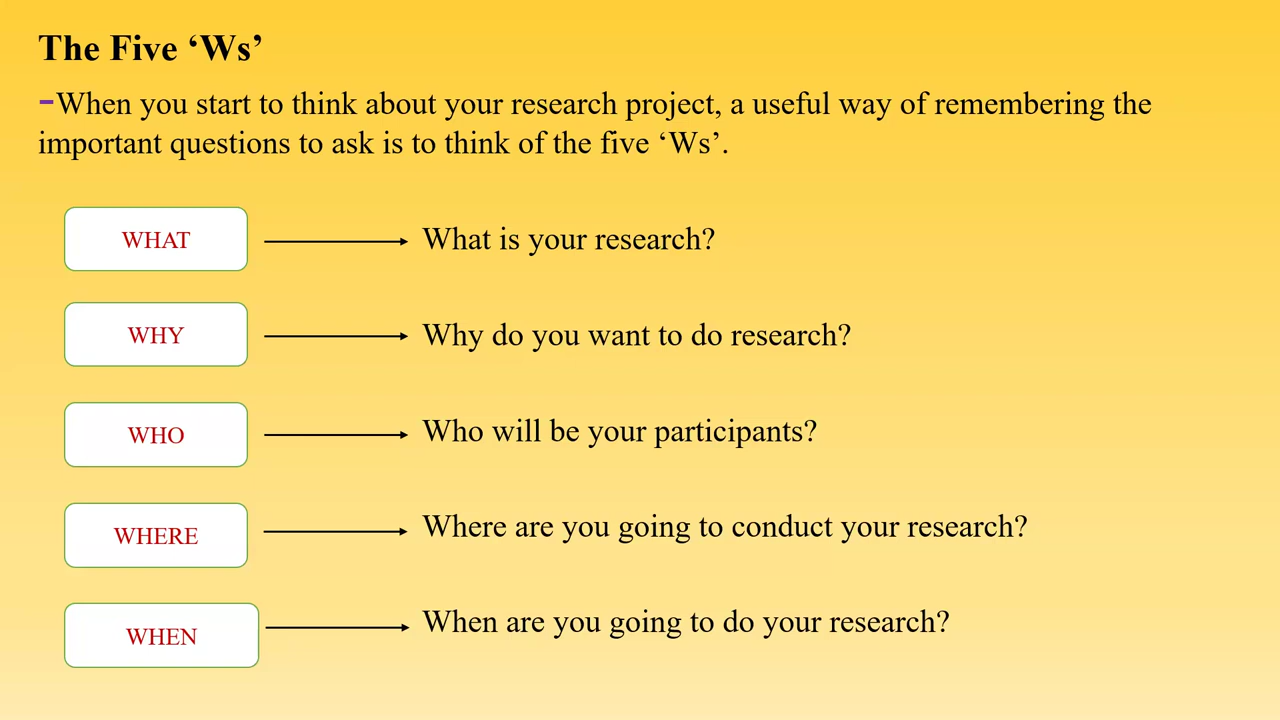 The Five ‘Ws’
-When you start to think about your research project, a useful way of remembering the
important questions to ask is to think of the five ‘Ws’.
WHAT What is your research?
WHY Why do you want to do research?
WHO Who will be your participants?
WHERE Where are you going to conduct your research?
WHEN When are you going to do your research?